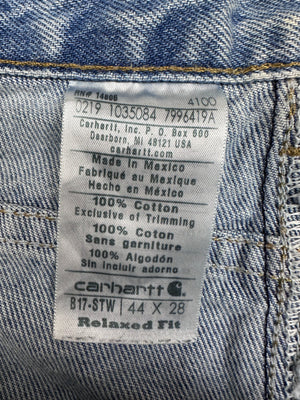 RN# 14806 4100
0219 1035084 7996419A
Carhartt, Inc. P.O. Box 600
Dearborn, Mi 48121 USA
carhartt.com
Made in Mexico
Fabriqué au Mexique
Hecho en México
100% Cotton
Exclusive of Trimming
100% Coton
Sans garniture
100% Algodón
Sin incluir adorno
carhartt
B17-STW 44 X 28
Relaxed Fit